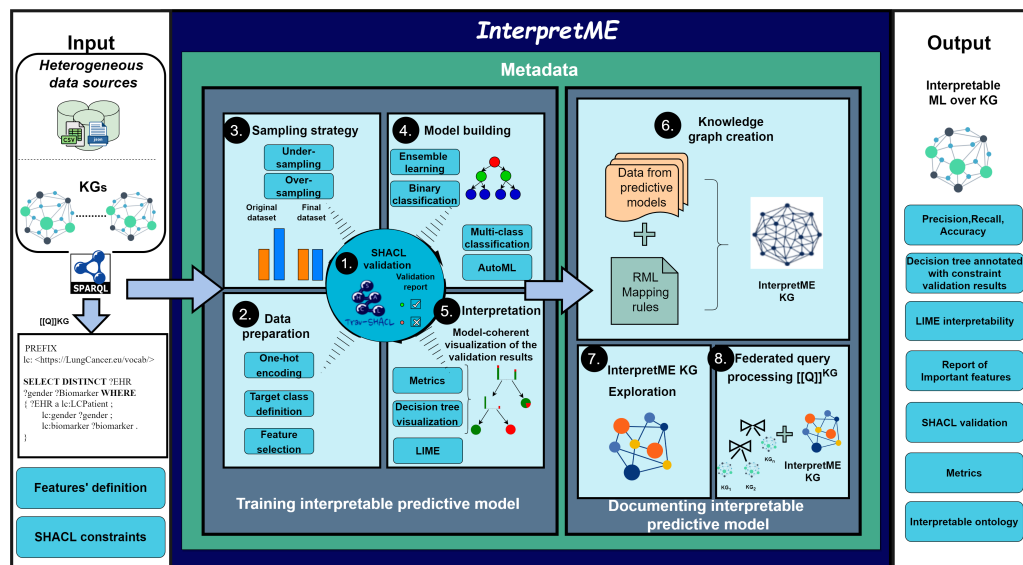 Input
Heterogeneous
data sources
CSV
json
KGs
SPARQL
[[Q]]KG
PREFIX
lc: <https://LungCancer.eu/vocab/>
SELECT DISTINCT ?EHR
?gender ?Biomarker WHERE
{ ?EHR a lc:LCPatient ;
lc:gender ?gender ;
lc:biomarker ?biomarker .
}
Features' definition
SHACL constraints
InterpretME
Metadata
3. Sampling strategy
Under-
sampling
Over-
sampling
Original
dataset
Final
dataset
4. Model building
Ensemble
learning
Binary
classification
Multi-class
classification
AutoML
1.
SHACL
validation
Validation
report
Trav-SHACL
2. Data
preparation
One-hot
encoding
Target class
definition
Feature
selection
5. Interpretation
Model-coherent
visualization of the
validation results
Metrics
Decision tree
visualization
LIME
Training interpretable predictive model
6. Knowledge
graph creation
Data from
predictive
models
RML
Mapping
rules
InterpretME
KG
7. InterpretME KG
Exploration
8. Federated query
processing [[Q]]KG
KG1
KG2
KGn
InterpretME
KG
Documenting interpretable
predictive model
Output
Interpretable
ML over KG
Precision,Recall,
Accuracy
Decision tree annotated
with constraint
validation results
LIME interpretability
Report of
Important features
SHACL validation
Metrics
Interpretable ontology